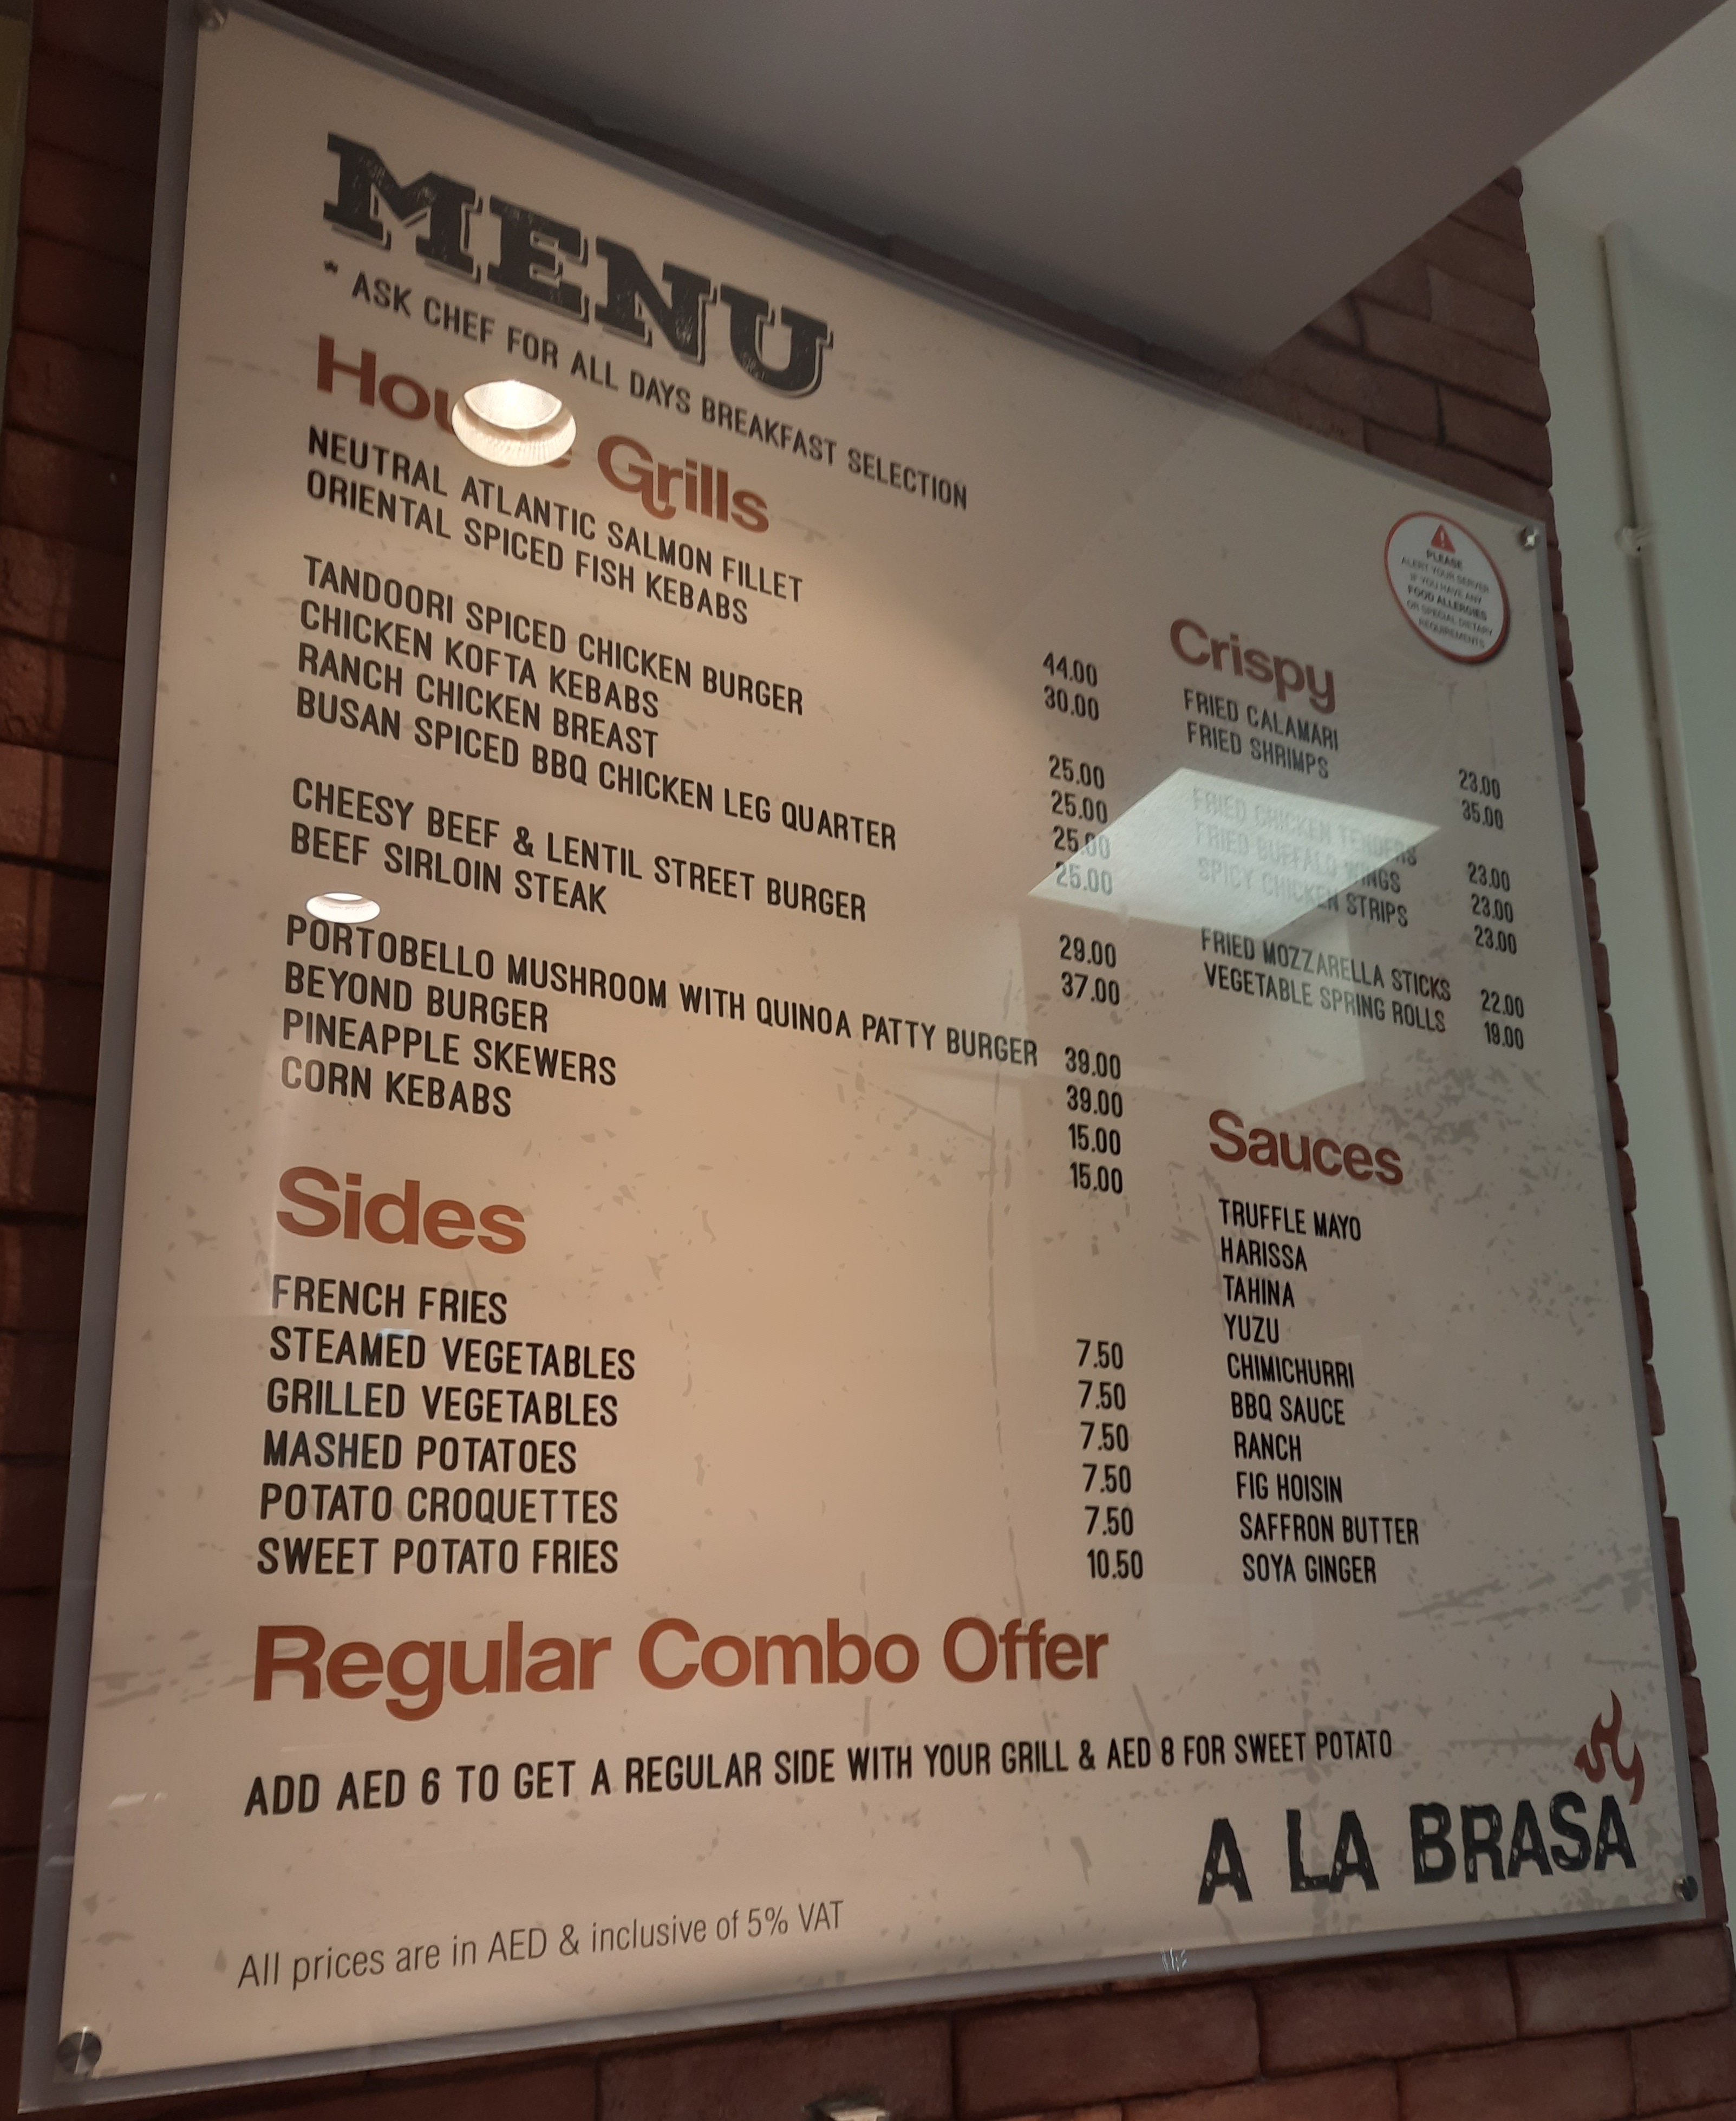 MENU
* ASK CHEF FOR ALL DAYS BREAKFAST SELECTION
House Grills
NEUTRAL ATLANTIC SALMON FILLET 44.00
ORIENTAL SPICED FISH KEBABS 30.00
TANDOORI SPICED CHICKEN BURGER 25.00
CHICKEN KOFTA KEBABS 25.00
RANCH CHICKEN BREAST 25.00
BUSAN SPICED BBQ CHICKEN LEG QUARTER 25.00
CHEESY BEEF & LENTIL STREET BURGER 29.00
BEEF SIRLOIN STEAK 37.00
PORTOBELLO MUSHROOM WITH QUINOA PATTY BURGER 39.00
BEYOND BURGER 39.00
PINEAPPLE SKEWERS 15.00
CORN KEBABS 15.00
Sides
FRENCH FRIES 7.50
STEAMED VEGETABLES 7.50
GRILLED VEGETABLES 7.50
MASHED POTATOES 7.50
POTATO CROQUETTES 7.50
SWEET POTATO FRIES 10.50
PLEASE
ALERT YOUR SERVER
IF YOU HAVE ANY
FOOD ALLERGIES
OR SPECIAL DIETARY
REQUIREMENTS
Crispy
FRIED CALAMARI 23.00
FRIED SHRIMPS 35.00
FRIED CHICKEN TENDERS 23.00
FRIED BUFFALO WINGS 23.00
SPICY CHICKEN STRIPS 23.00
FRIED MOZZARELLA STICKS 22.00
VEGETABLE SPRING ROLLS 19.00
Sauces
TRUFFLE MAYO
HARISSA
TAHINA
YUZU
CHIMICHURRI
BBQ SAUCE
RANCH
FIG HOISIN
SAFFRON BUTTER
SOYA GINGER
Regular Combo Offer
ADD AED 6 TO GET A REGULAR SIDE WITH YOUR GRILL & AED 8 FOR SWEET POTATO
A LA BRASA
All prices are in AED & inclusive of 5% VAT